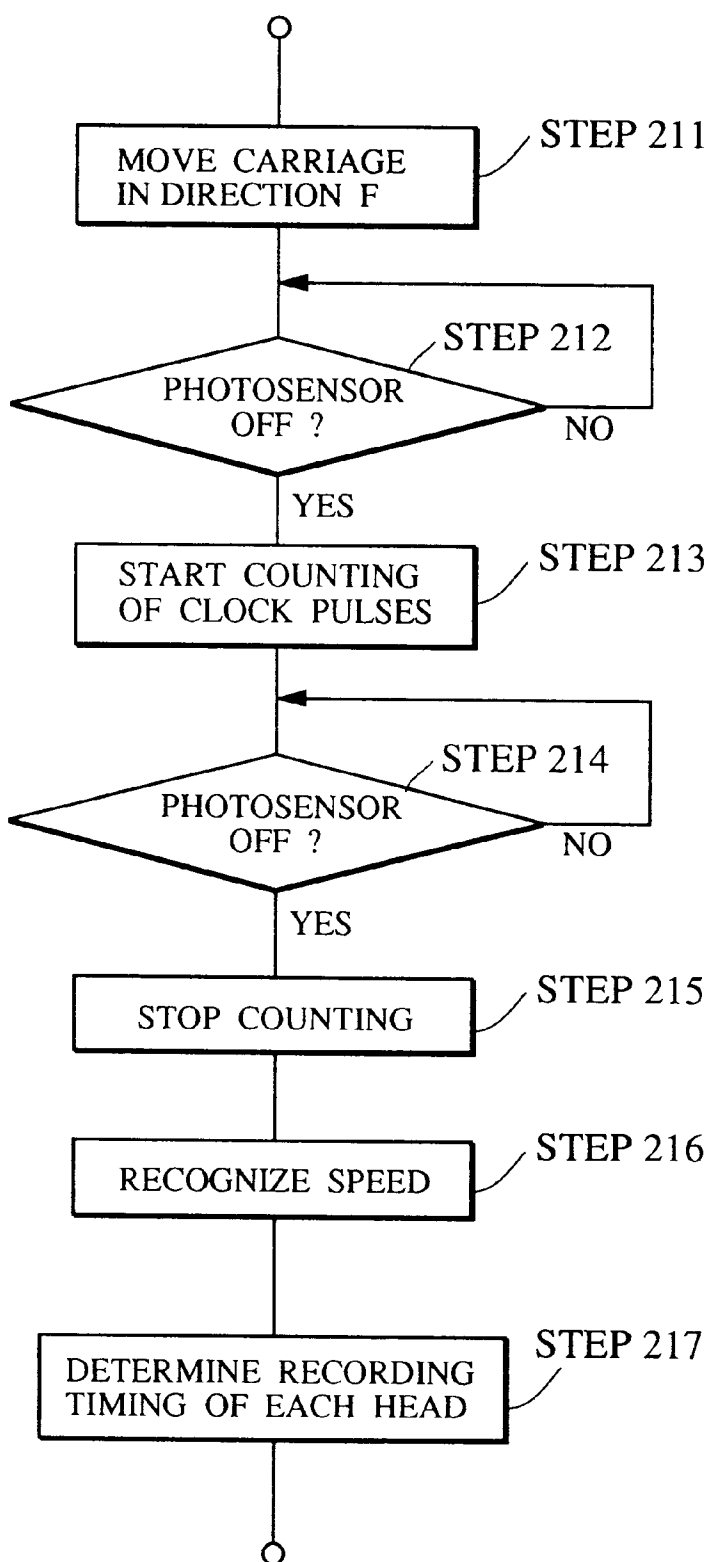 STEP 211
MOVE CARRIAGE
IN DIRECTION F
STEP 212
PHOTOSENSOR
OFF ?
NO
YES
STEP 213
START COUNTING
OF CLOCK PULSES
STEP 214
PHOTOSENSOR
OFF ?
NO
YES
STEP 215
STOP COUNTING
STEP 216
RECOGNIZE SPEED
STEP 217
DETERMINE RECORDING
TIMING OF EACH HEAD